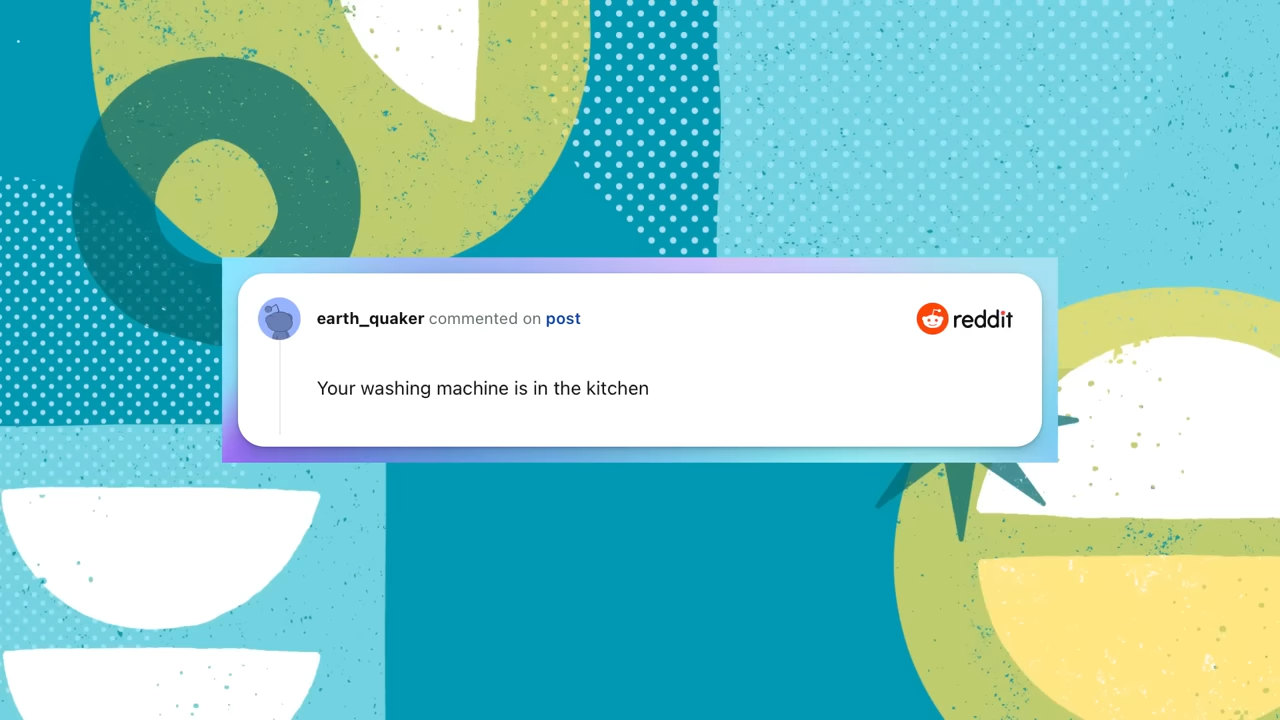 earth_quaker commented on post
reddit
Your washing machine is in the kitchen